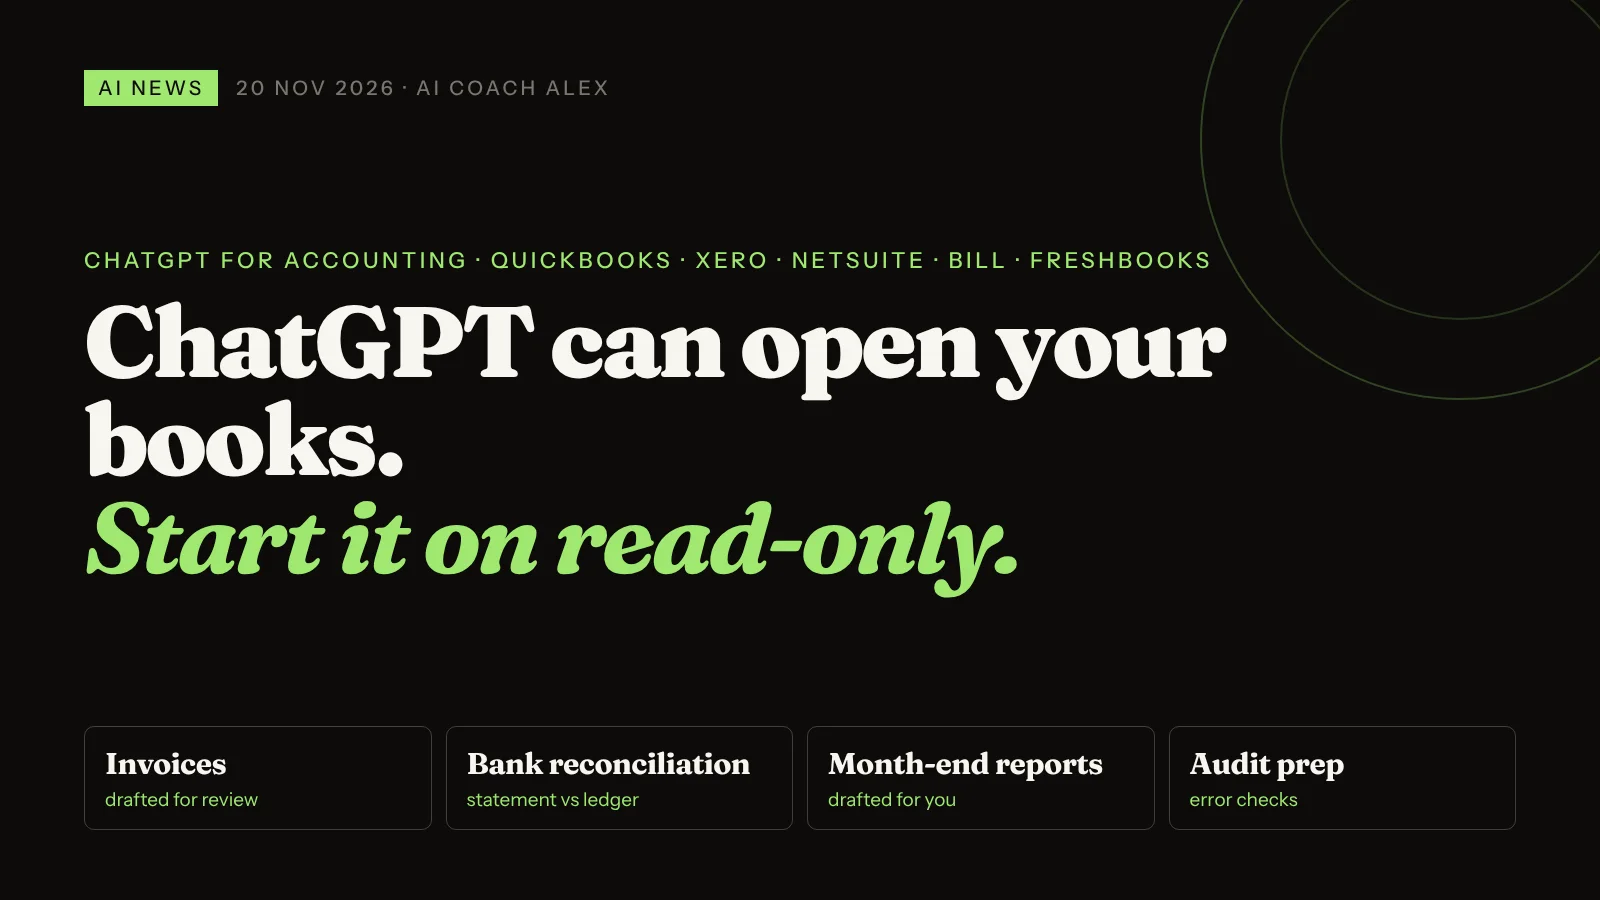 AI NEWS 20 NOV 2026 · AI COACH ALEX
CHATGPT FOR ACCOUNTING · QUICKBOOKS · XERO · NETSUITE · BILL · FRESHBOOKS
ChatGPT can open your
books.
Start it on read-only.
Invoices
drafted for review
Bank reconciliation
statement vs ledger
Month-end reports
drafted for you
Audit prep
error checks